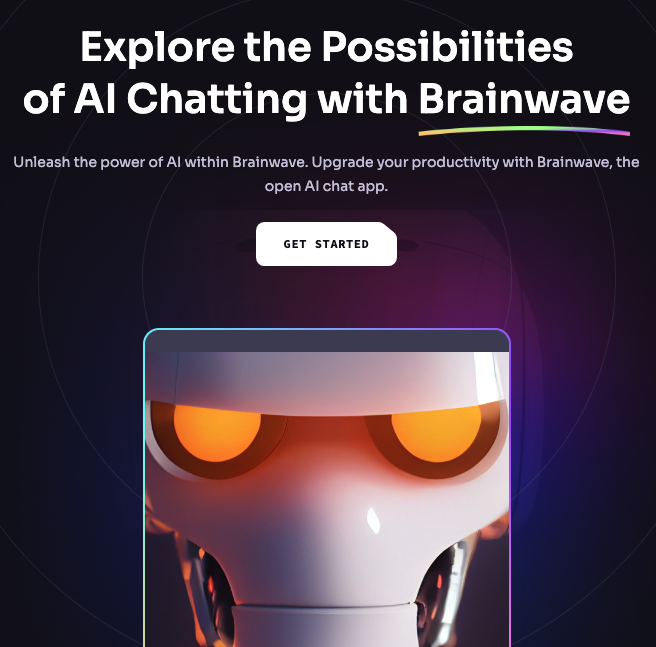 Explore the Possibilities
of AI Chatting with Brainwave
Unleash the power of AI within Brainwave. Upgrade your productivity with Brainwave, the
open AI chat app.
GET STARTED